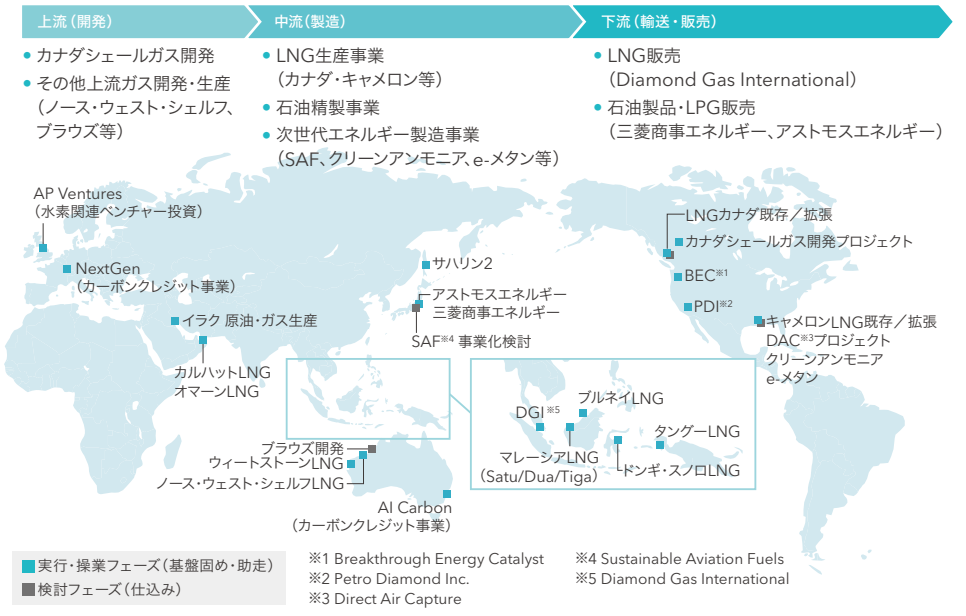 上流（開発）
中流（製造）
下流（輸送・販売）
• カナダシェールガス開発
• その他上流ガス開発・生産
（ノース・ウェスト・シェルフ、
ブラウズ等）
• LNG生産事業
（カナダ・キャメロン等）
• 石油精製事業
• 次世代エネルギー製造事業
（SAF、クリーンアンモニア、e-メタン等）
• LNG販売
（Diamond Gas International）
• 石油製品・LPG販売
（三菱商事エネルギー、アストモスエネルギー）
AP Ventures
（水素関連ベンチャー投資）
NextGen
（カーボンクレジット事業）
イラク 原油・ガス生産
カルハットLNG
オマーンLNG
サハリン2
アストモスエネルギー
三菱商事エネルギー
SAF※4 事業化検討
LNGカナダ既存／拡張
カナダシェールガス開発プロジェクト
BEC※1
PDI※2
キャメロンLNG既存／拡張
DAC※3プロジェクト
クリーンアンモニア
e-メタン
DGI※5
ブルネイLNG
マレーシアLNG
（Satu/Dua/Tiga）
タングーLNG
ドンギ・スノロLNG
ブラウズ開発
ウィートストーンLNG
ノース・ウェスト・シェルフLNG
AI Carbon
（カーボンクレジット事業）
実行・操業フェーズ（基盤固め・助走）
検討フェーズ（仕込み）
※1 Breakthrough Energy Catalyst
※2 Petro Diamond Inc.
※3 Direct Air Capture
※4 Sustainable Aviation Fuels
※5 Diamond Gas International